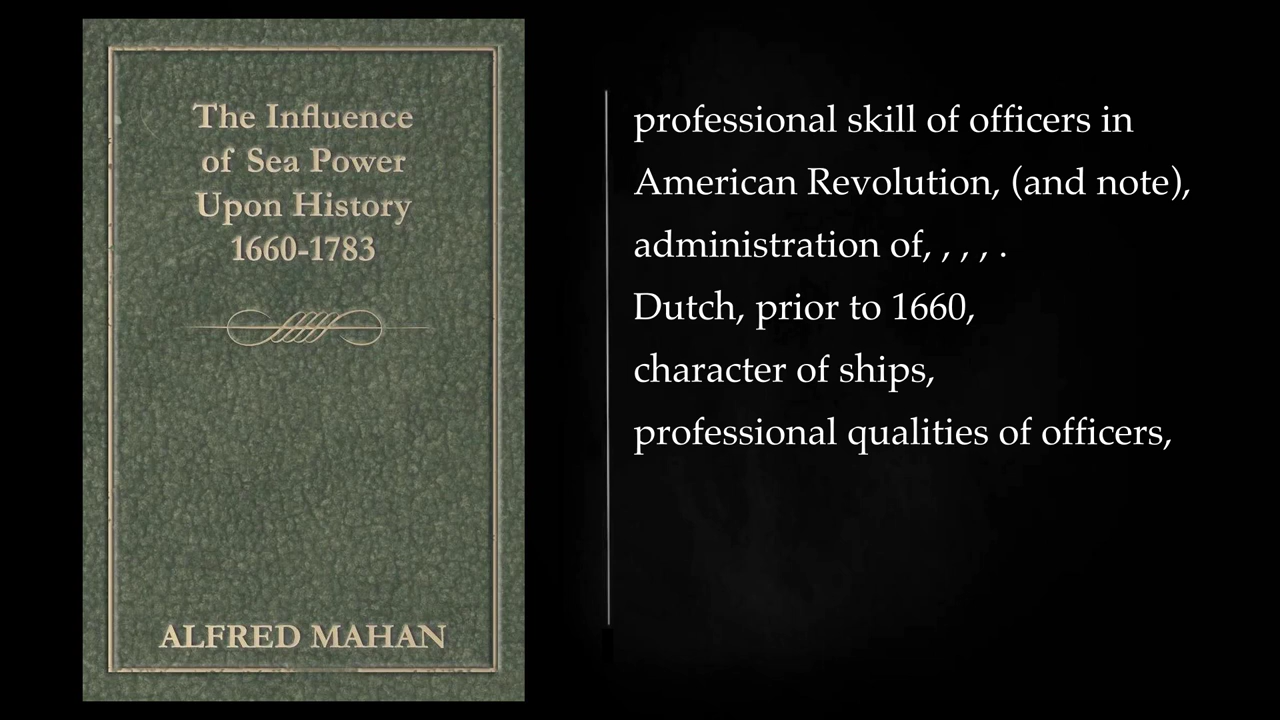 The Influence
of Sea Power
Upon History
1660-1783
ALFRED MAHAN
professional skill of officers in
American Revolution, (and note),
administration of, , , , .
Dutch, prior to 1660,
character of ships,
professional qualities of officers,